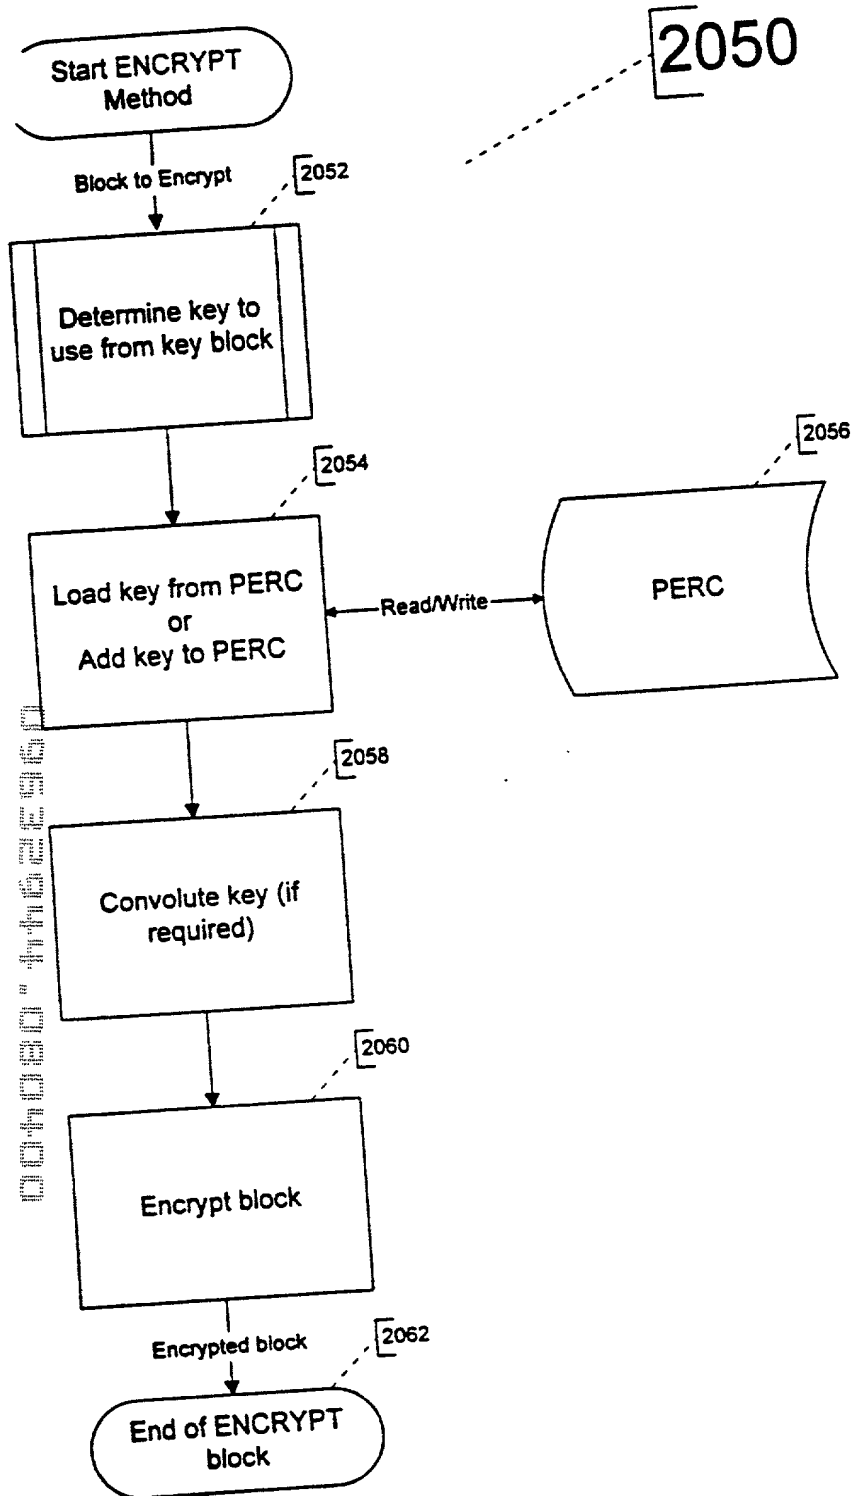 2050
Start ENCRYPT
Method
Block to Encrypt
2052
Determine key to
use from key block
2054
Load key from PERC
or
Add key to PERC
Read/Write
2056
PERC
2058
Convolute key (if
required)
2060
Encrypt block
Encrypted block
2062
End of ENCRYPT
block